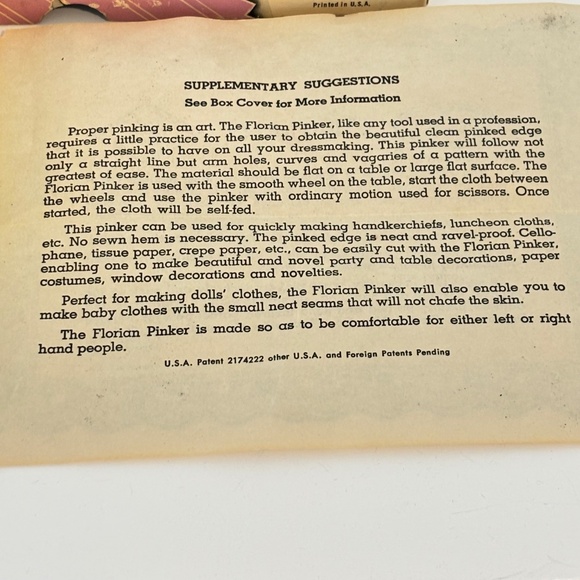 Printed in U.S.A.
SUPPLEMENTARY SUGGESTIONS
See Box Cover for More Information
Proper pinking is an art. The Florian Pinker, like any tool used in a profession,
requires a little practice for the user to obtain the beautiful clean pinked edge
that it is possible to have on all your dressmaking. This pinker will follow not
only a straight line but arm holes, curves and vagaries of a pattern with the
greatest of ease. The material should be flat on a table or large flat surface. The
Florian Pinker is used with the smooth wheel on the table, start the cloth between
the wheels and use the pinker with ordinary motion used for scissors. Once
started, the cloth will be self-fed.
This pinker can be used for quickly making handkerchiefs, luncheon cloths,
etc. No sewn hem is necessary. The pinked edge is neat and ravel-proof. Cello-
phane, tissue paper, crepe paper, etc., can be easily cut with the Florian Pinker,
enabling one to make beautiful and novel party and table decorations, paper
costumes, window decorations and novelties.
Perfect for making dolls' clothes, the Florian Pinker will also enable you to
make baby clothes with the small neat seams that will not chafe the skin.
The Florian Pinker is made so as to be comfortable for either left or right
hand people.
U.S.A. Patent 2174222 other U.S.A. and Foreign Patents Pending